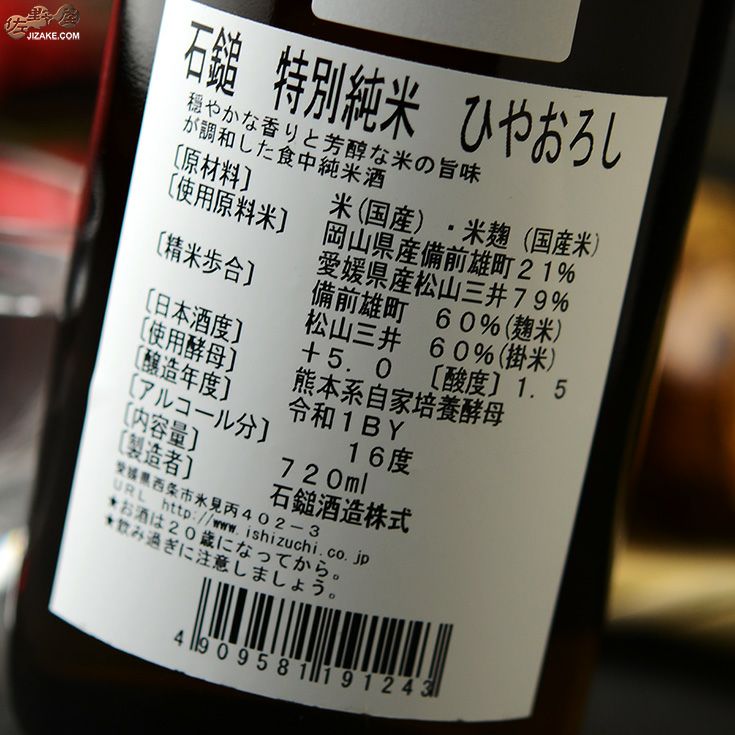 佐野屋
JIZAKE.COM
石鎚 特別純米 ひやおろし
穏やかな香りと芳醇な米の旨味
が調和した食中純米酒
［原材料］ 米(国産)・米麹(国産米)
［使用原料米］ 岡山県産備前雄町２１％
愛媛県産松山三井７９％
［精米歩合］ 備前雄町 ６０％(麹米)
松山三井 ６０％(掛米)
［日本酒度］ ＋５．０ ［酸度］１．５
［使用酵母］ 熊本系自家培養酵母
［醸造年度］ 令和１ＢＹ
［アルコール分］ １６度
［内容量］ ７２０ml
［製造者］ 石鎚酒造株式
愛媛県西条市氷見丙４０２－３
ＵＲＬ http://www.ishizuchi.co.jp
★お酒は２０歳になってから。
★飲み過ぎに注意しましょう。
4909581191243